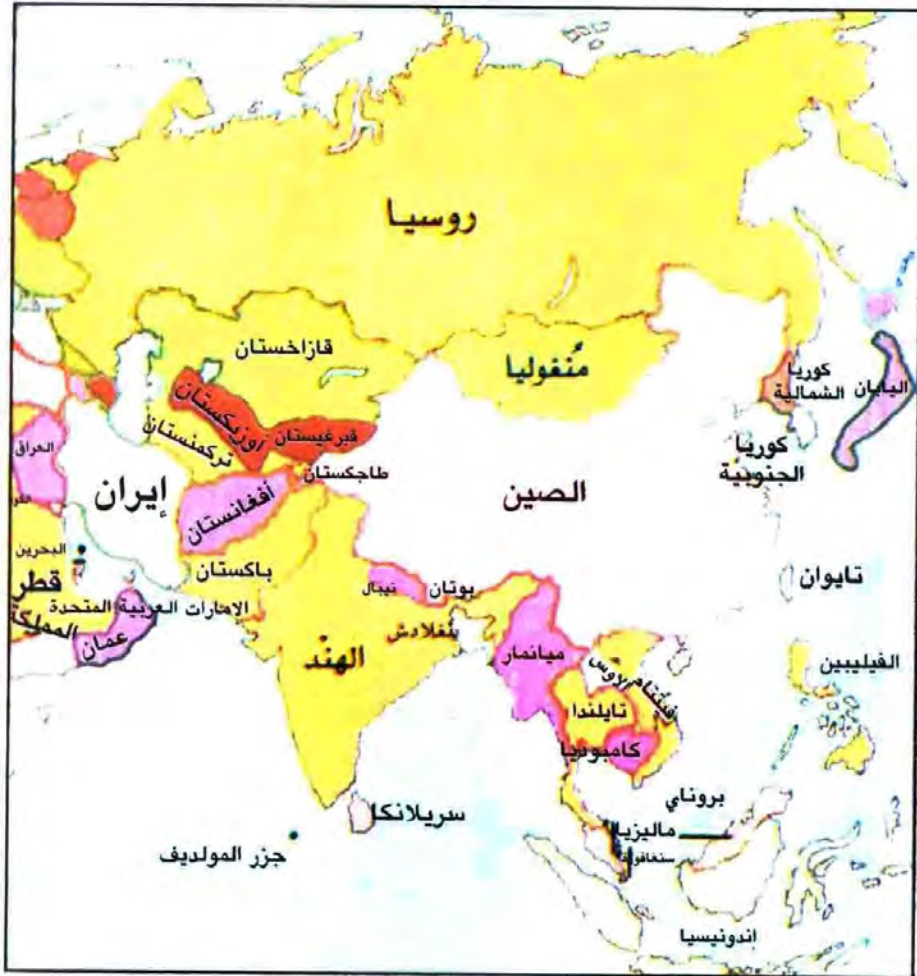 روسيا
قازاخستان
منغوليا
كوريا
الشمالية
اليابان
أوزبكستان
قيرغيستان
تركمنستان
طاجكستان
كوريا
الجنوبية
العراق
إيران
أفغانستان
الصين
البحرين
باكستان
تايوان
قطر
نيبال
بوتان
الإمارات العربية المتحدة
المملكة
عمان
بنغلادش
الهند
ميانمار
لاوس
فيتنام
الفيليبين
تايلندا
كامبوديا
بروناي
سريلانكا
ماليزيا
سنغافورة
جزر المولديف
إندونيسيا